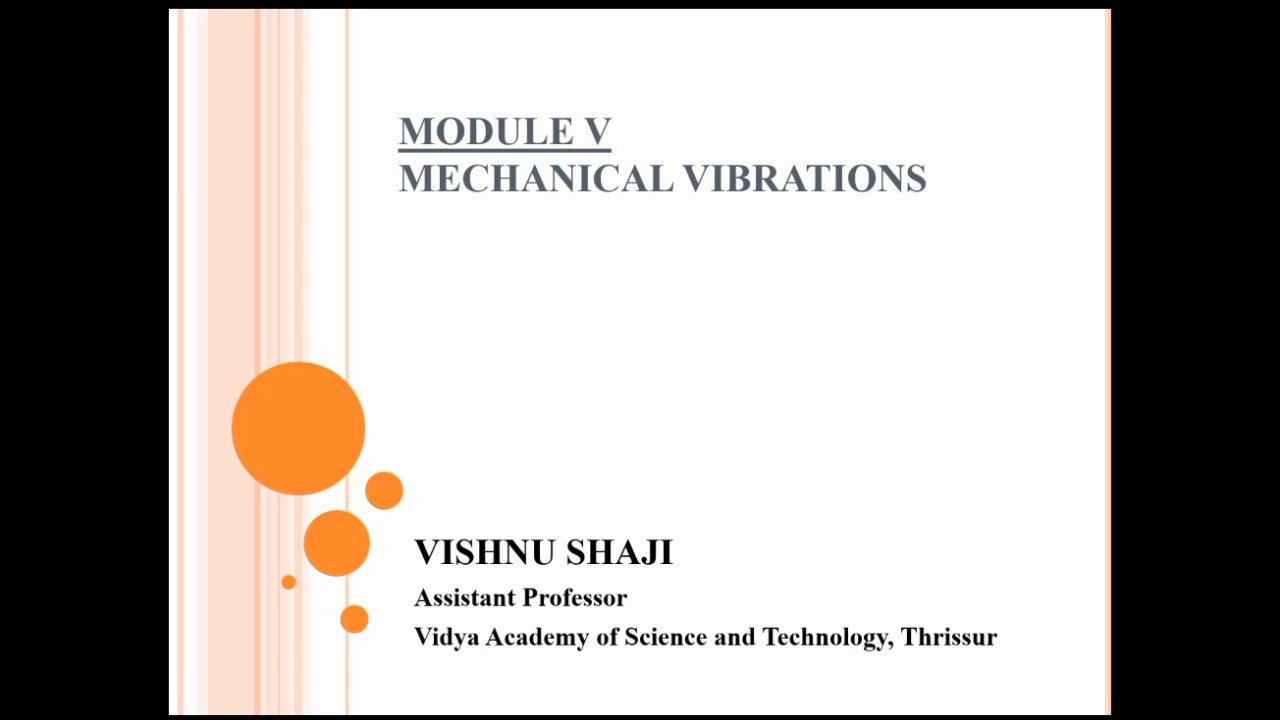 MODULE V
MECHANICAL VIBRATIONS
VISHNU SHAJI
Assistant Professor
Vidya Academy of Science and Technology, Thrissur